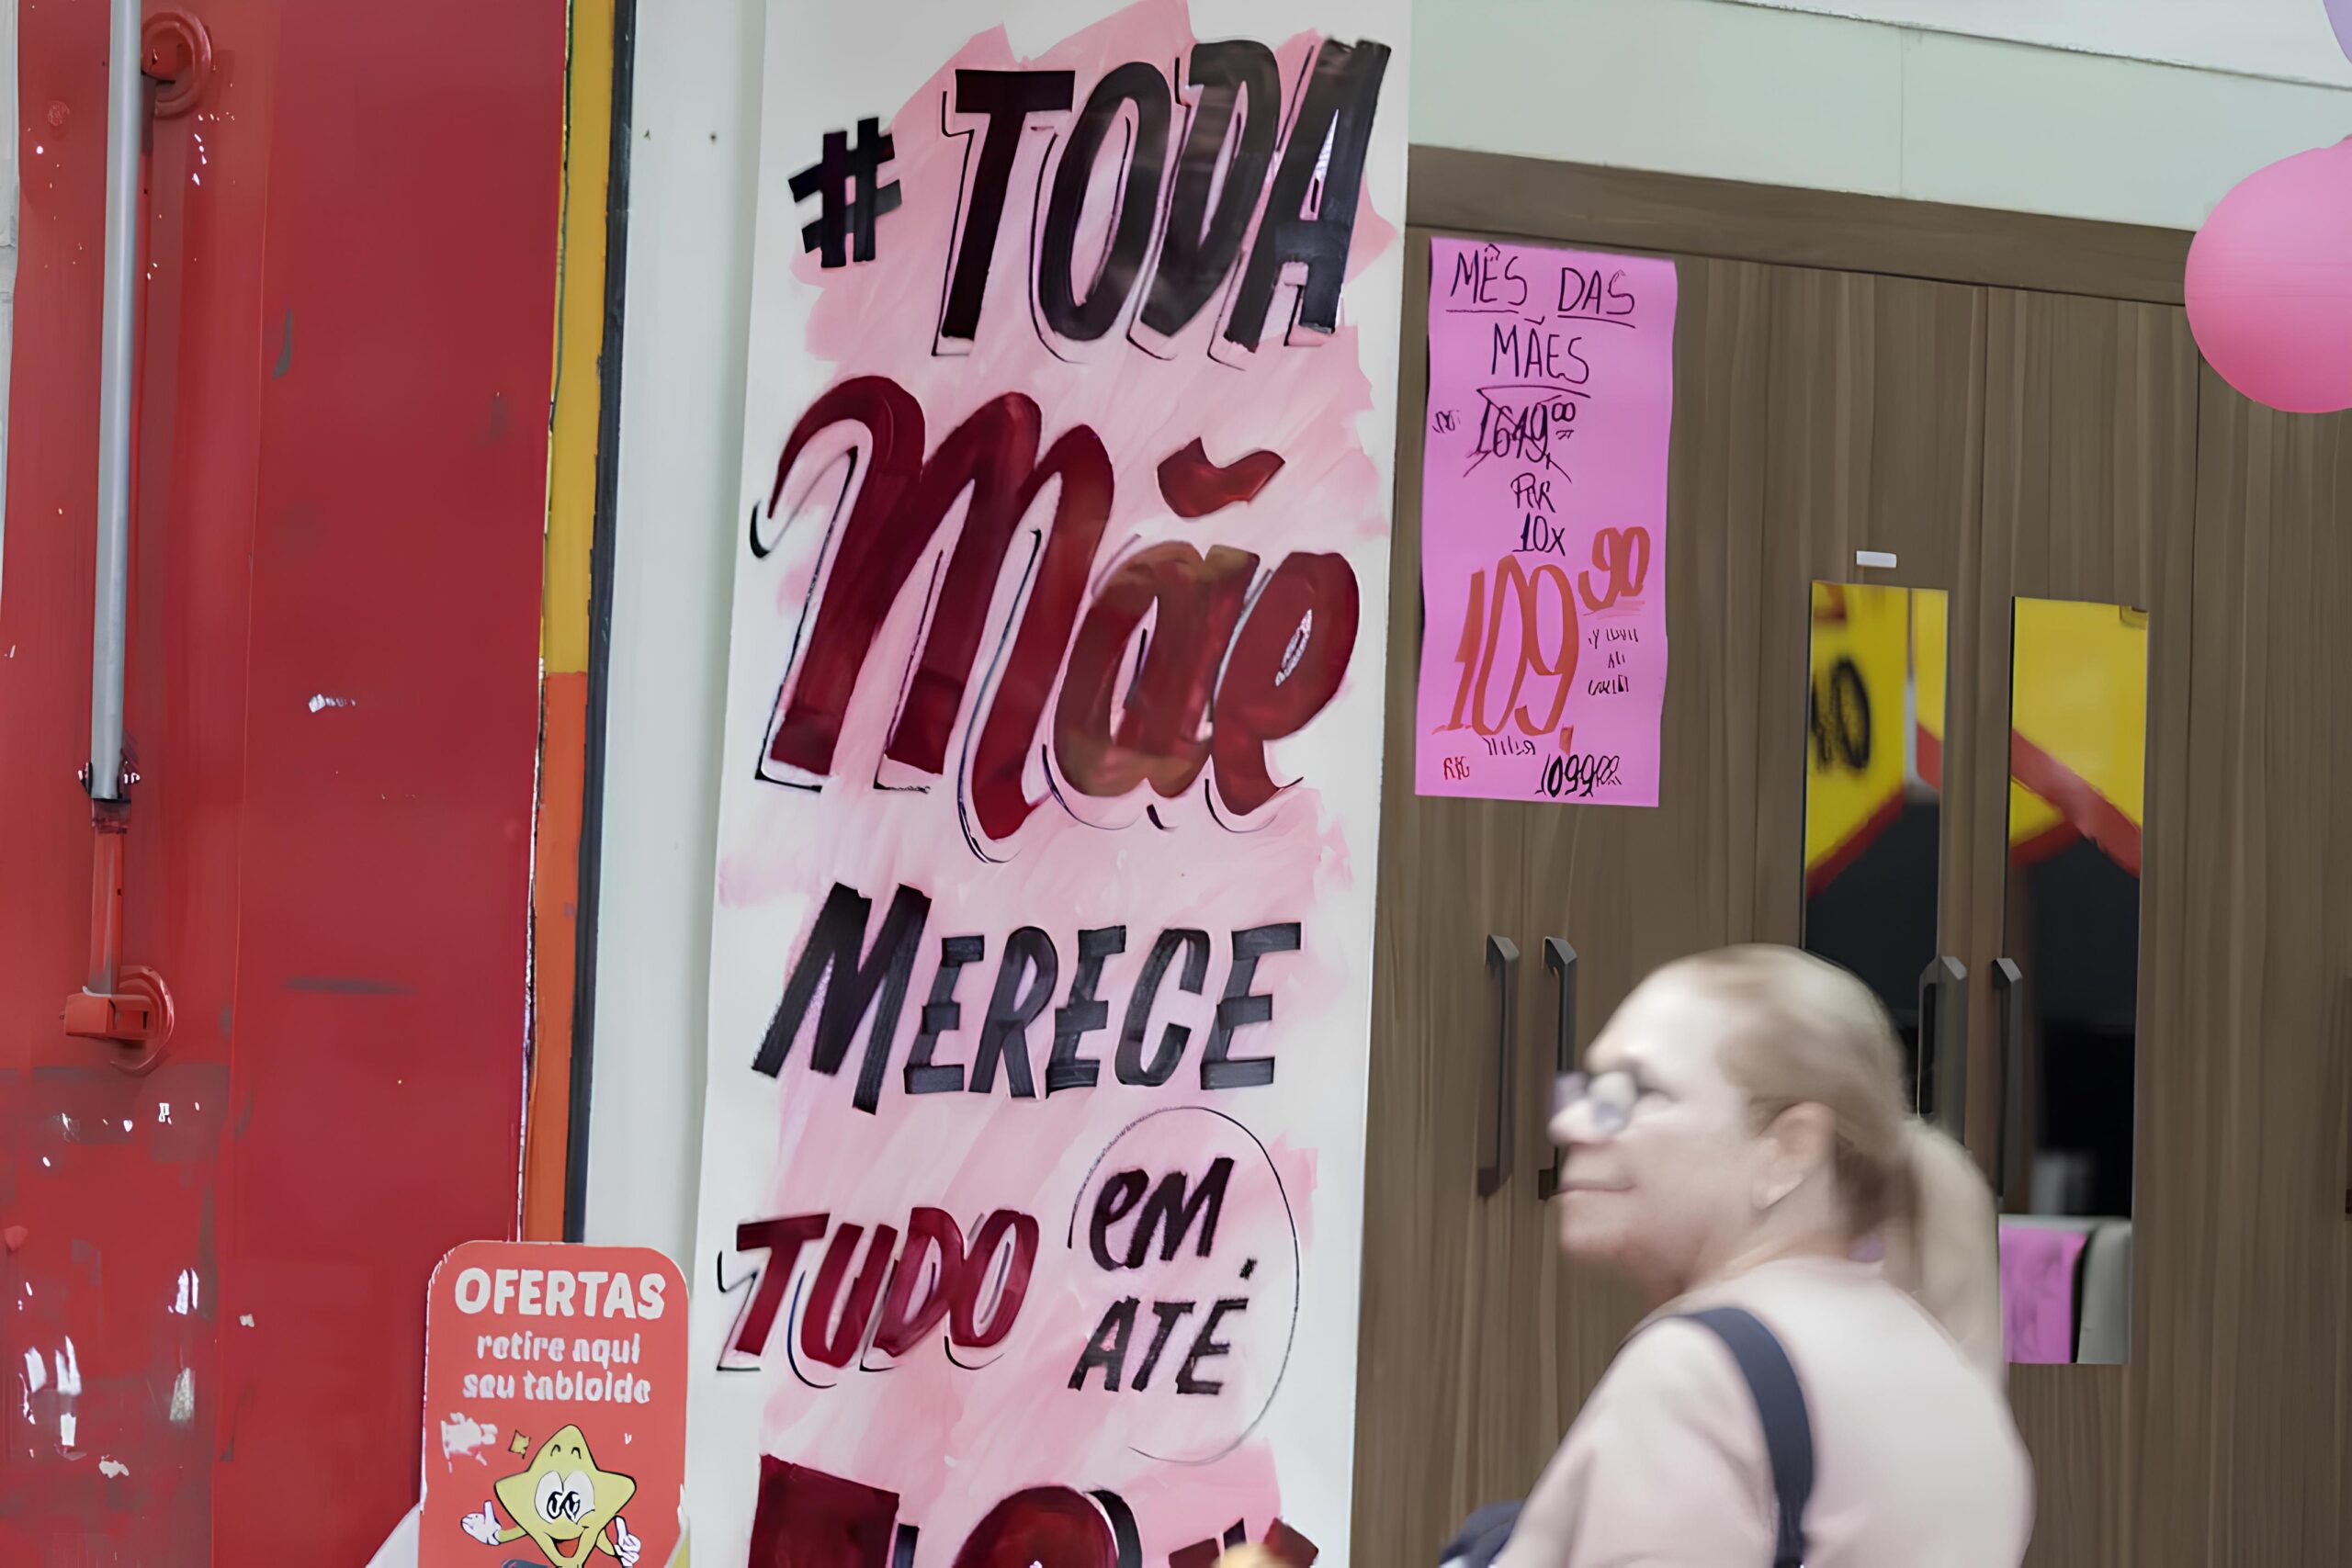 # TODA
Mãe
MERECE
TUDO
em
ATÉ
MÊS DAS
MÃES
1649,00
POR
10X
109,90
1099,00
OFERTAS
retire aqui
seu tabloide